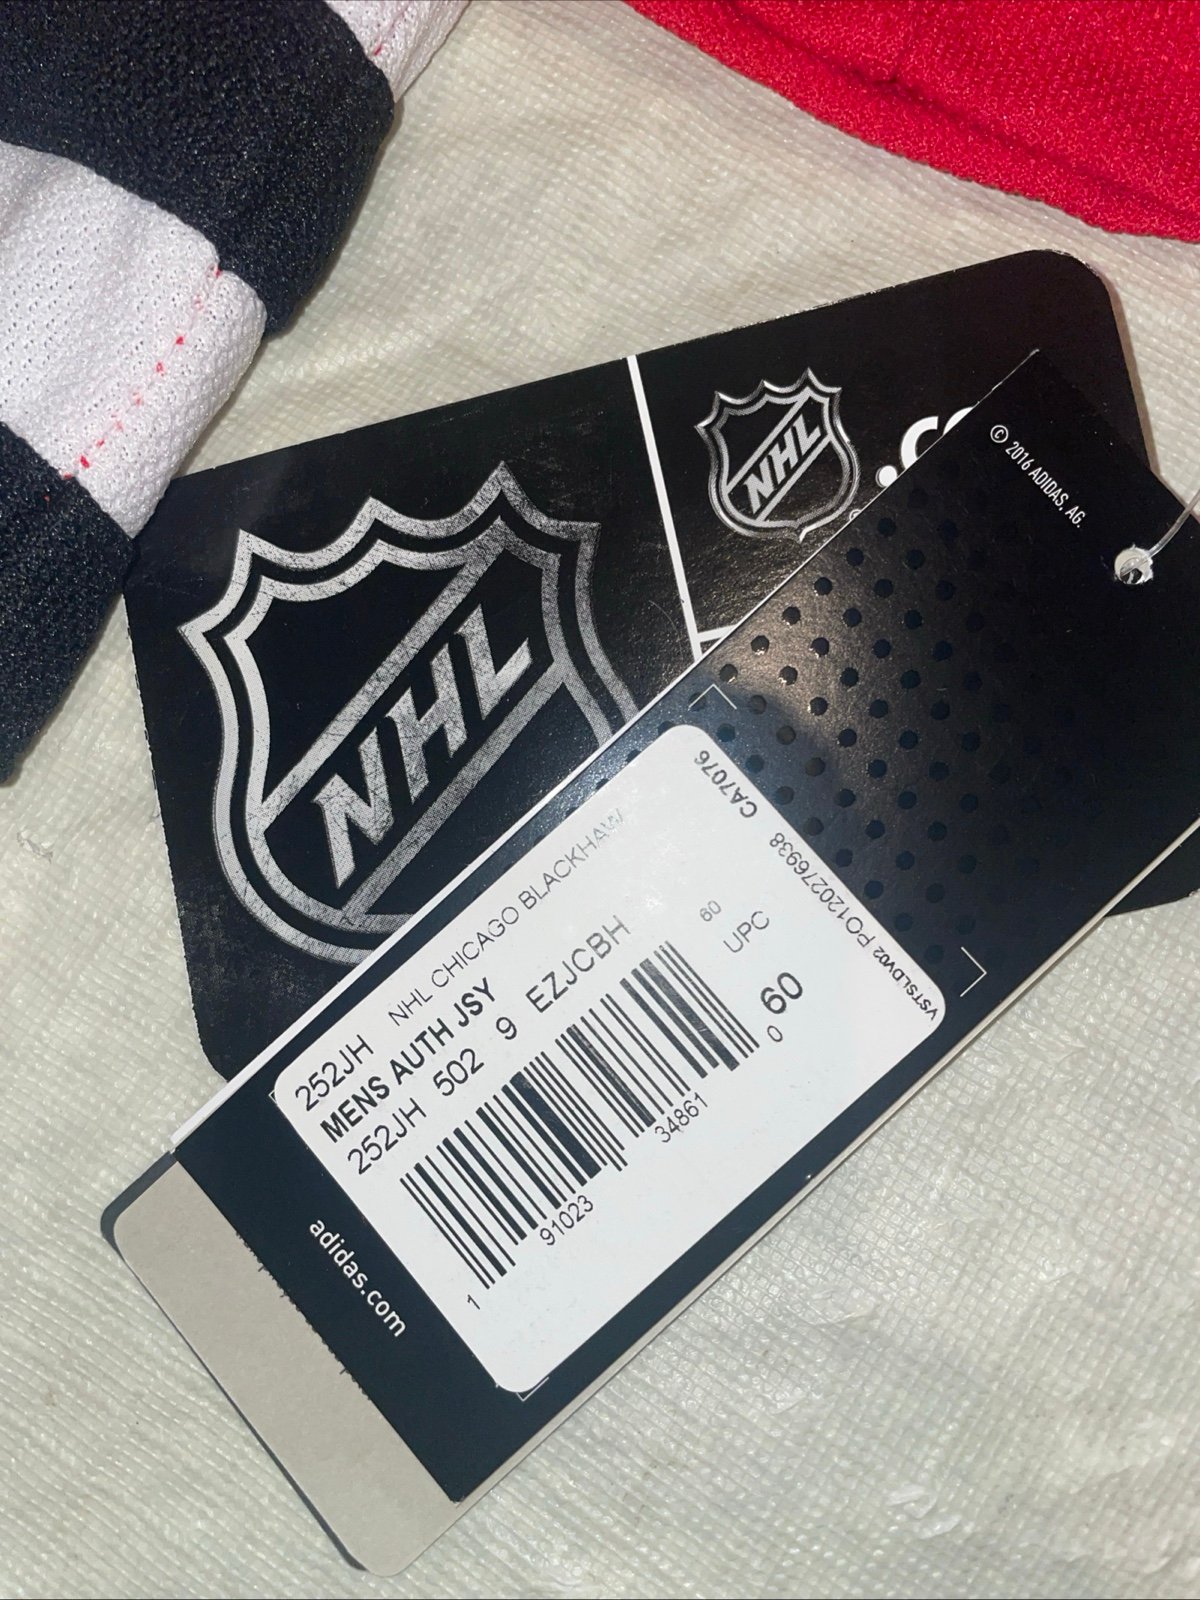 NHL
NHL
© 2016 ADIDAS, AG.
CA7076
VSTSLDV02 PO120276938
252JH NHL CHICAGO BLACKHAW
MENS AUTH JSY
252JH 502 9 EZJCBH
60
UPC
60
1 91023 34861 0
adidas.com